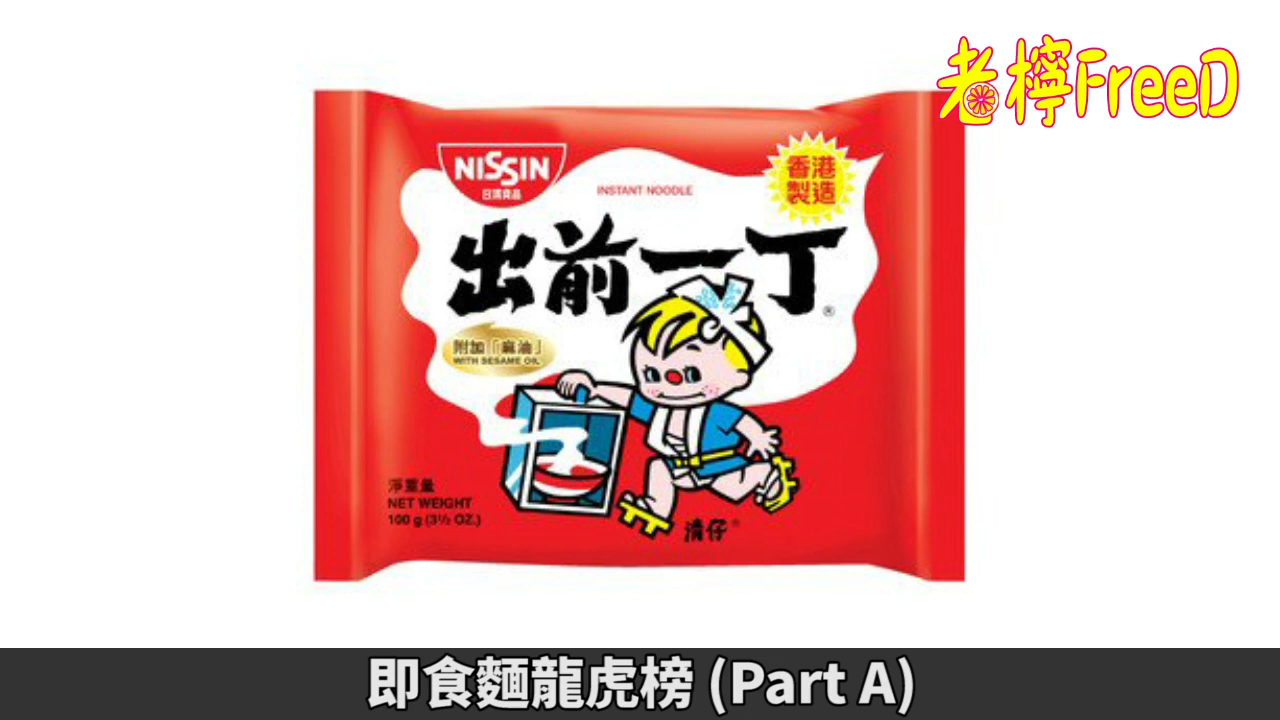 老檸FreeD
NISSIN
日清食品
INSTANT NOODLE
香港
製造
出前一丁®
附加「麻油」
WITH SESAME OIL
淨重量
NET WEIGHT
100 g (3½ OZ.)
清仔®
即食麵龍虎榜 (Part A)